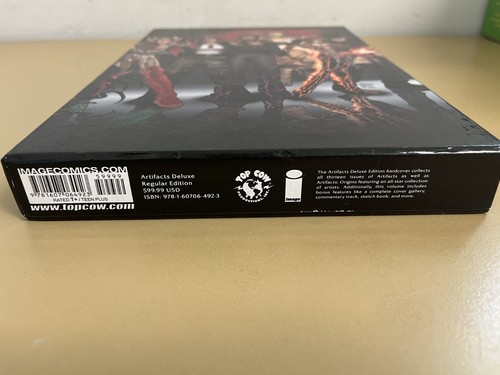 IMAGECOMICS.COM
59999
9781607064923
RATED T+ / TEEN PLUS
www.topcow.com
Artifacts Deluxe
Regular Edition
$99.99 USD
ISBN: 978-1-60706-492-3
TOP COW
image
The Artifacts Deluxe Edition hardcover collects
all thirteen issues of Artifacts as well as
Artifacts: Origins featuring an all-star collection
of artists. Additionally, this volume includes
bonus features like a complete cover gallery,
commentary track, sketch book, and more.